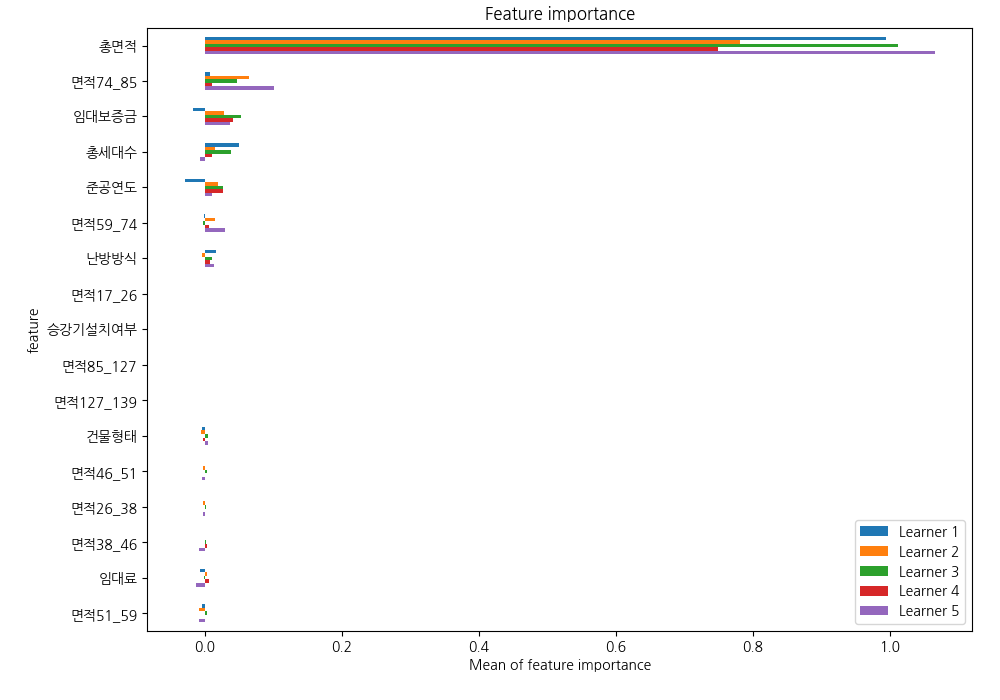 Feature importance
총면적
면적74_85
임대보증금
총세대수
준공연도
면적59_74
난방방식
면적17_26
승강기설치여부
면적85_127
면적127_139
건물형태
면적46_51
면적26_38
면적38_46
임대료
면적51_59
feature
Learner 1
Learner 2
Learner 3
Learner 4
Learner 5
0.0 0.2 0.4 0.6 0.8 1.0
Mean of feature importance